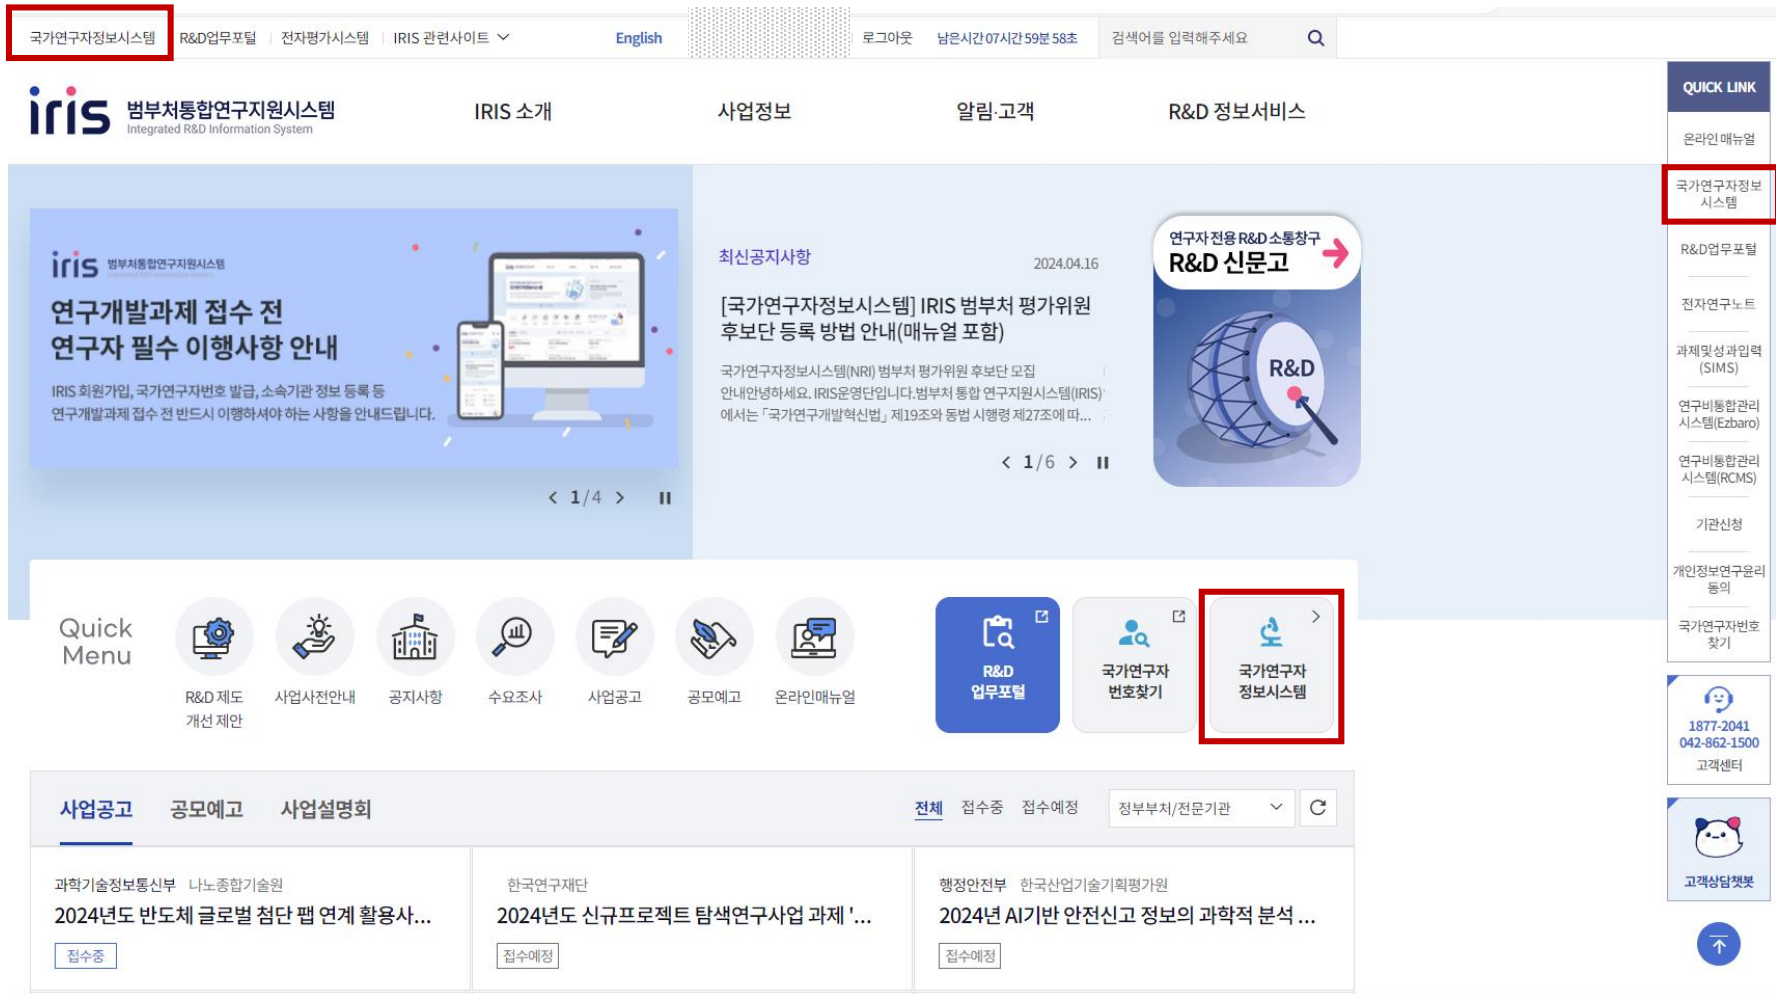 국가연구자정보시스템 R&D업무포털 전자평가시스템 IRIS 관련사이트 English 로그아웃 남은시간 07시간 59분 58초 검색어를 입력해주세요
iris 범부처통합연구지원시스템
Integrated R&D Information System
IRIS 소개 사업정보 알림·고객 R&D 정보서비스
iris 범부처통합연구지원시스템
연구개발과제 접수 전
연구자 필수 이행사항 안내
IRIS 회원가입, 국가연구자번호 발급, 소속기관 정보 등록 등
연구개발과제 접수 전 반드시 이행하셔야 하는 사항을 안내드립니다.
1/4
최신공지사항 2024.04.16
[국가연구자정보시스템] IRIS 범부처 평가위원
후보단 등록 방법 안내(매뉴얼 포함)
국가연구자정보시스템(NRI) 범부처 평가위원 후보단 모집
안내안녕하세요. IRIS운영단입니다.범부처 통합 연구지원시스템(IRIS)
에서는 「국가연구개발혁신법」 제19조와 동법 시행령 제27조에 따...
1/6
연구자 전용 R&D 소통창구
R&D 신문고
R&D
Quick
Menu
R&D 제도
개선 제안
사업사전안내
공지사항
수요조사
사업공고
공모예고
온라인매뉴얼
R&D
업무포털
국가연구자
번호찾기
국가연구자
정보시스템
사업공고 공모예고 사업설명회 전체 접수중 접수예정 정부부처/전문기관
과학기술정보통신부 나노종합기술원
2024년도 반도체 글로벌 첨단 팹 연계 활용사...
접수중
한국연구재단
2024년도 신규프로젝트 탐색연구사업 과제 '...
접수예정
행정안전부 한국산업기술기획평가원
2024년 AI기반 안전신고 정보의 과학적 분석 ...
접수예정
QUICK LINK
온라인 매뉴얼
국가연구자정보
시스템
R&D업무포털
전자연구노트
과제및성과입력
(SIMS)
연구비통합관리
시스템(Ezbaro)
연구비통합관리
시스템(RCMS)
기관신청
개인정보연구윤리
동의
국가연구자번호
찾기
1877-2041
042-862-1500
고객센터
고객상담챗봇